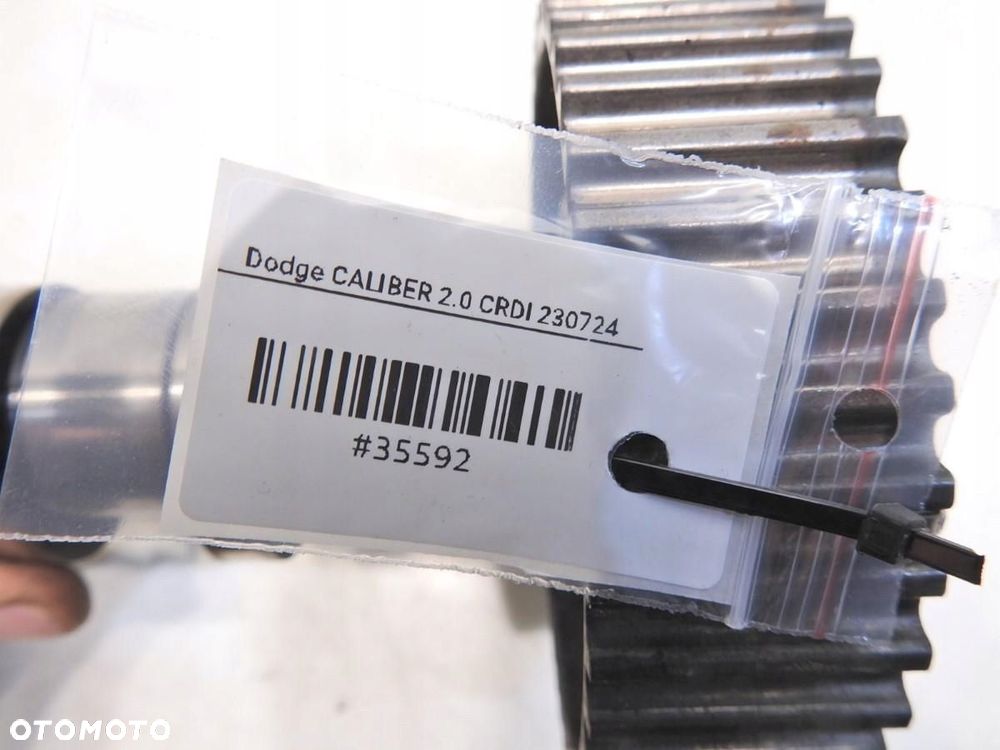 Dodge CALIBER 2.0 CRDI 230724
#35592
OTOMOTO